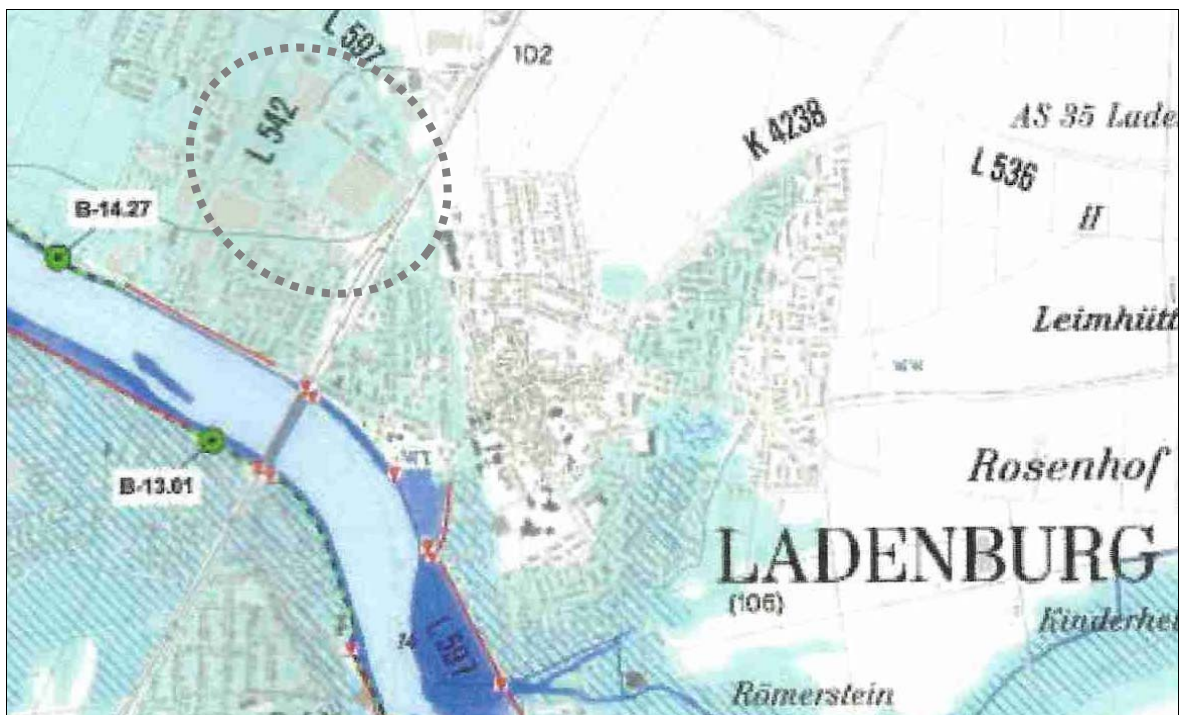 L 597
102
L 542
K 4238
AS 35 Lade
L 536
II
B-14.27
Leimhütt
B-13.01
Rosenhof
LADENBURG
(106)
Kinderhei
14
L 597
Römerstein